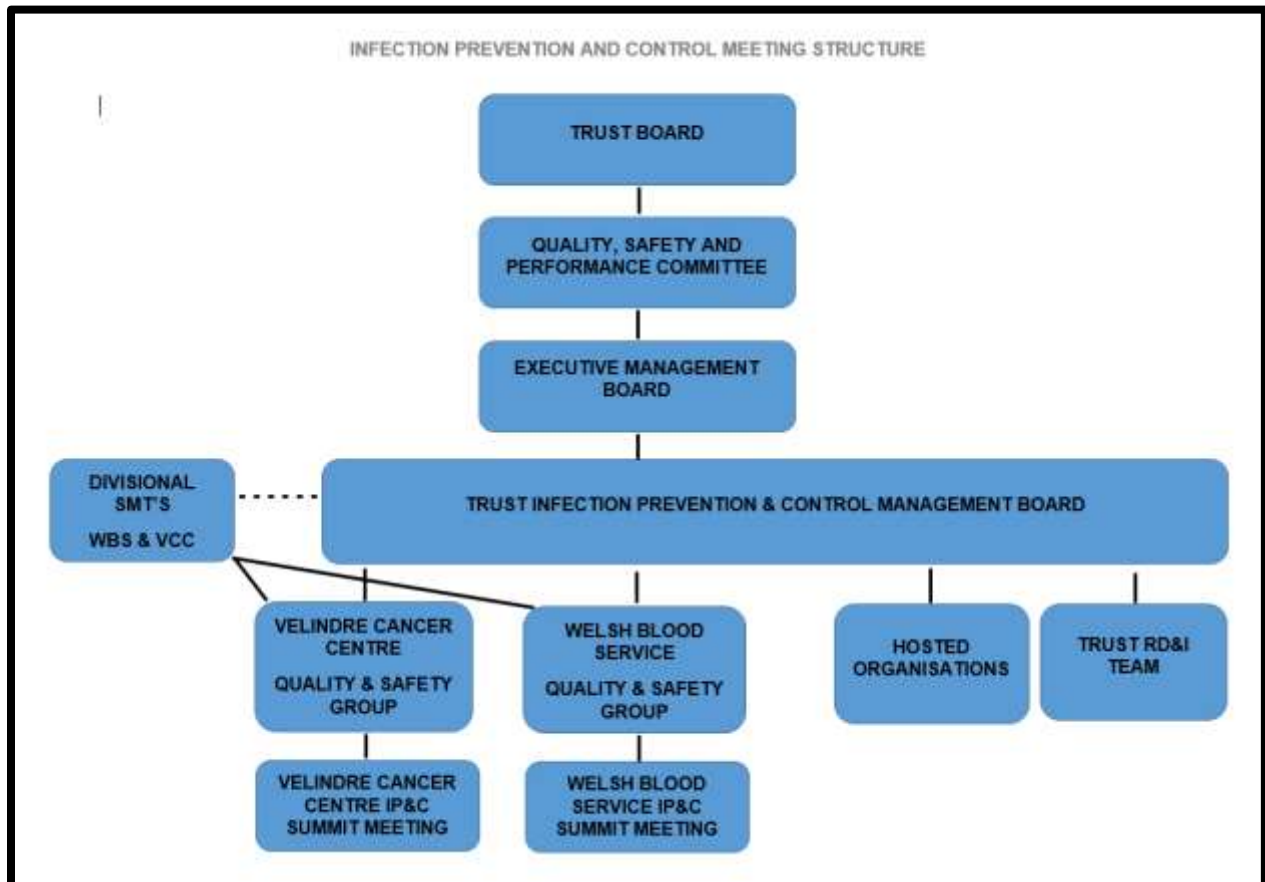 INFECTION PREVENTION AND CONTROL MEETING STRUCTURE
TRUST BOARD
QUALITY, SAFETY AND
PERFORMANCE COMMITTEE
EXECUTIVE MANAGEMENT
BOARD
DIVISIONAL
SMT'S
WBS & VCC
TRUST INFECTION PREVENTION & CONTROL MANAGEMENT BOARD
VELINDRE CANCER
CENTRE
QUALITY & SAFETY
GROUP
WELSH BLOOD
SERVICE
QUALITY & SAFETY
GROUP
HOSTED
ORGANISATIONS
TRUST RD&I
TEAM
VELINDRE CANCER
CENTRE IP&C
SUMMIT MEETING
WELSH BLOOD
SERVICE IP&C
SUMMIT MEETING